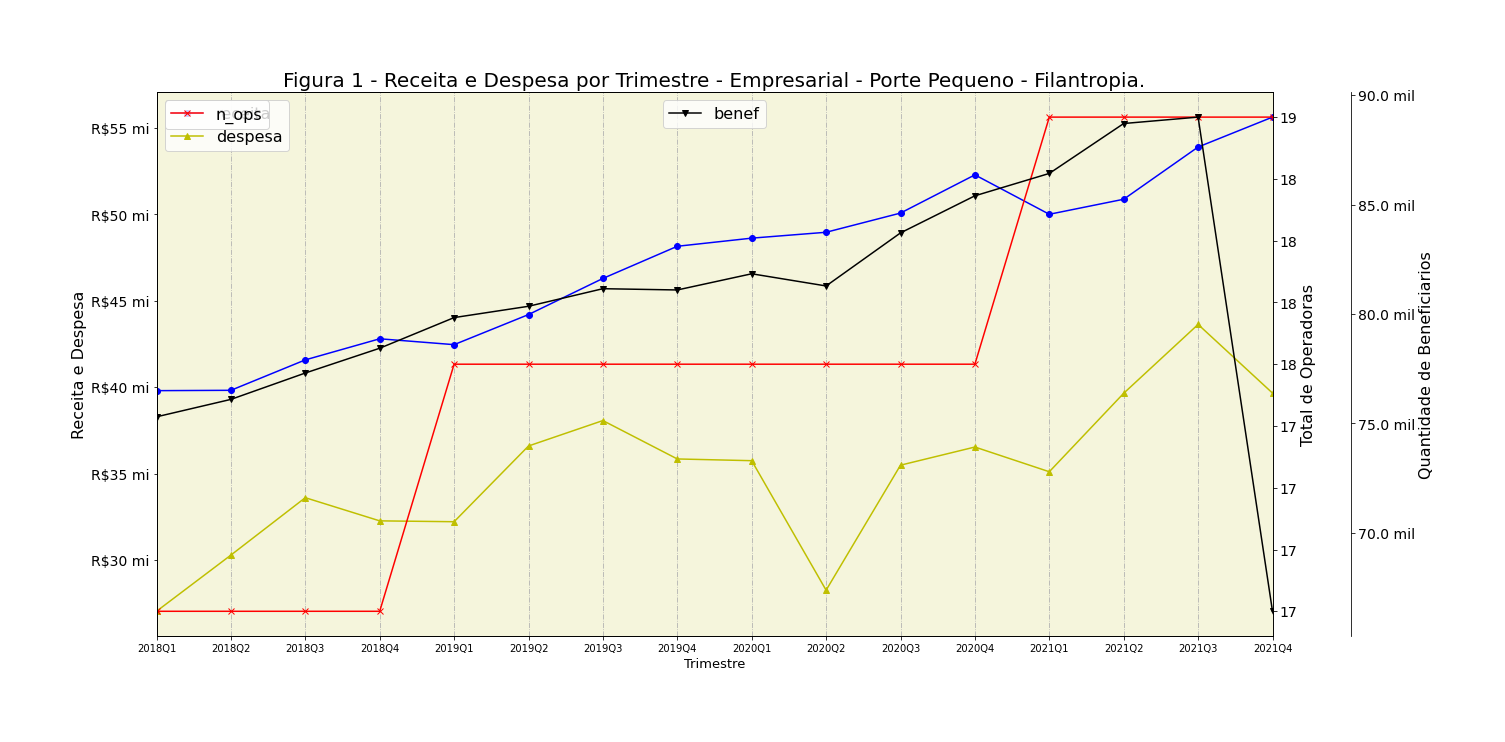 Figura 1 - Receita e Despesa por Trimestre - Empresarial - Porte Pequeno - Filantropia.
n_ops
despesa
benef
Receita e Despesa
R$55 mi
R$50 mi
R$45 mi
R$40 mi
R$35 mi
R$30 mi
19
18
18
18
18
17
17
17
17
Total de Operadoras
90.0 mil
85.0 mil
80.0 mil
75.0 mil
70.0 mil
Quantidade de Beneficiarios
2018Q1 2018Q2 2018Q3 2018Q4 2019Q1 2019Q2 2019Q3 2019Q4 2020Q1 2020Q2 2020Q3 2020Q4 2021Q1 2021Q2 2021Q3 2021Q4
Trimestre